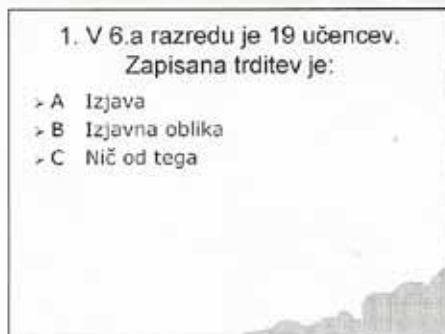 1. V 6.a razredu je 19 učencev.
Zapisana trditev je:
➢ A Izjava
➢ B Izjavna oblika
➢ C Nič od tega